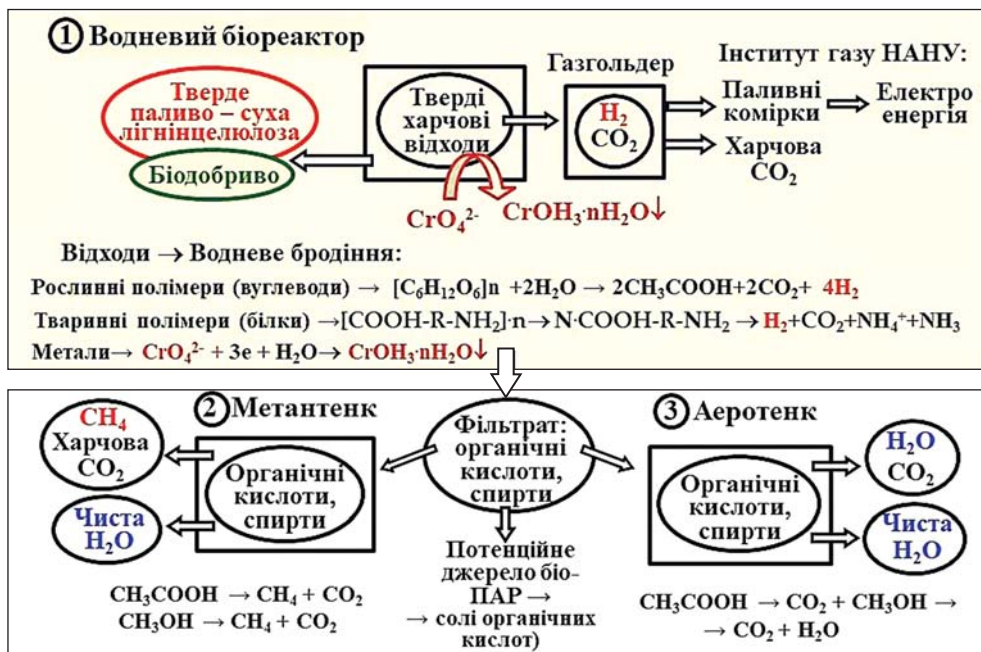 ① Водневий біореактор
Тверде
паливо – суха
лігнінцелюлоза
Біодобриво
Тверді
харчові
відходи
CrO₄²⁻
CrOH₃·nH₂O↓
Газгольдер
H₂
CO₂
Інститут газу НАНУ:
Паливні
комірки
Електро
енергія
Харчова
CO₂
Відходи → Водневе бродіння:
Рослинні полімери (вуглеводи) → [C₆H₁₂O₆]n +2H₂O → 2CH₃COOH+2CO₂+ 4H₂
Тваринні полімери (білки) →[COOH-R-NH₂]·n→ N·COOH-R-NH₂ → H₂+CO₂+NH₄⁺+NH₃
Метали→ CrO₄²⁻ + 3e + H₂O→ CrOH₃·nH₂O↓
② Метантенк
CH₄
Харчова
CO₂
Чиста
H₂O
Органічні
кислоти,
спирти
CH₃COOH → CH₄ + CO₂
CH₃OH → CH₄ + CO₂
Фільтрат:
органічні
кислоти,
спирти
Потенційне
джерело біо-
ПАР →
→ солі органічних
кислот)
③ Аеротенк
Органічні
кислоти,
спирти
H₂O
CO₂
Чиста
H₂O
CH₃COOH → CO₂ + CH₃OH →
→ CO₂ + H₂O